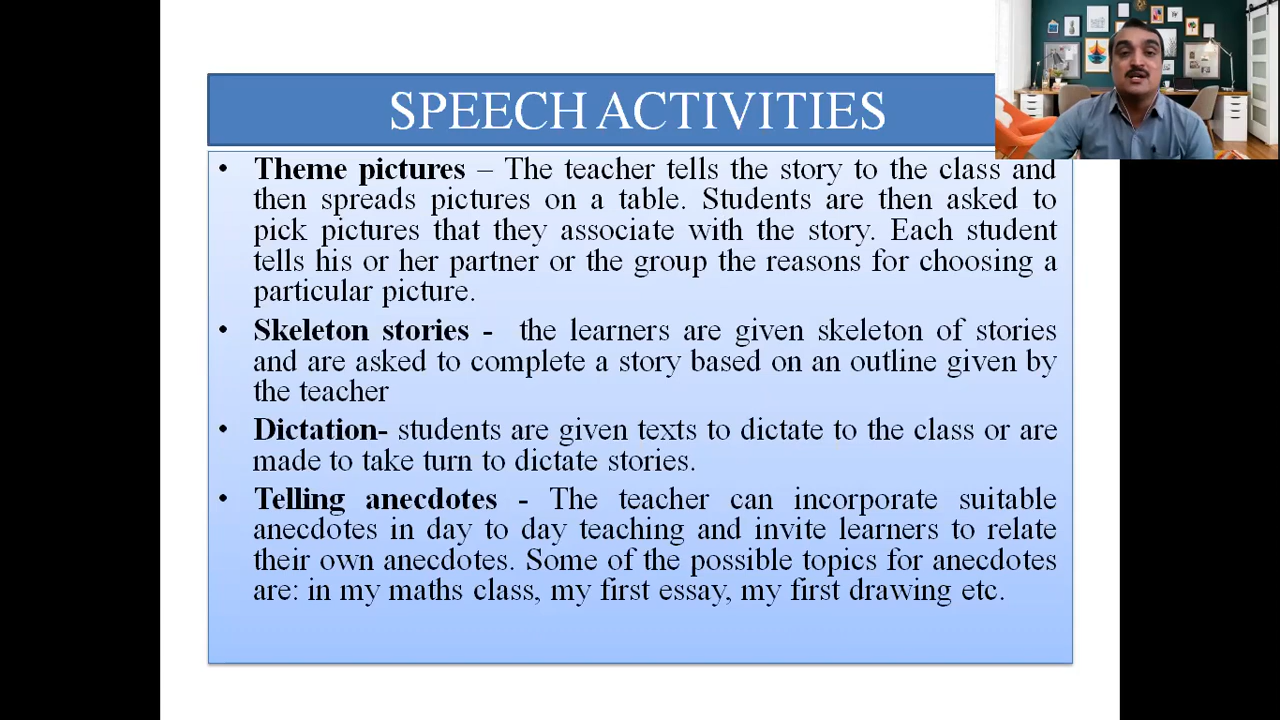 SPEECH ACTIVITIES
• Theme pictures – The teacher tells the story to the class and
then spreads pictures on a table. Students are then asked to
pick pictures that they associate with the story. Each student
tells his or her partner or the group the reasons for choosing a
particular picture.
• Skeleton stories - the learners are given skeleton of stories
and are asked to complete a story based on an outline given by
the teacher
• Dictation- students are given texts to dictate to the class or are
made to take turn to dictate stories.
• Telling anecdotes - The teacher can incorporate suitable
anecdotes in day to day teaching and invite learners to relate
their own anecdotes. Some of the possible topics for anecdotes
are: in my maths class, my first essay, my first drawing etc.